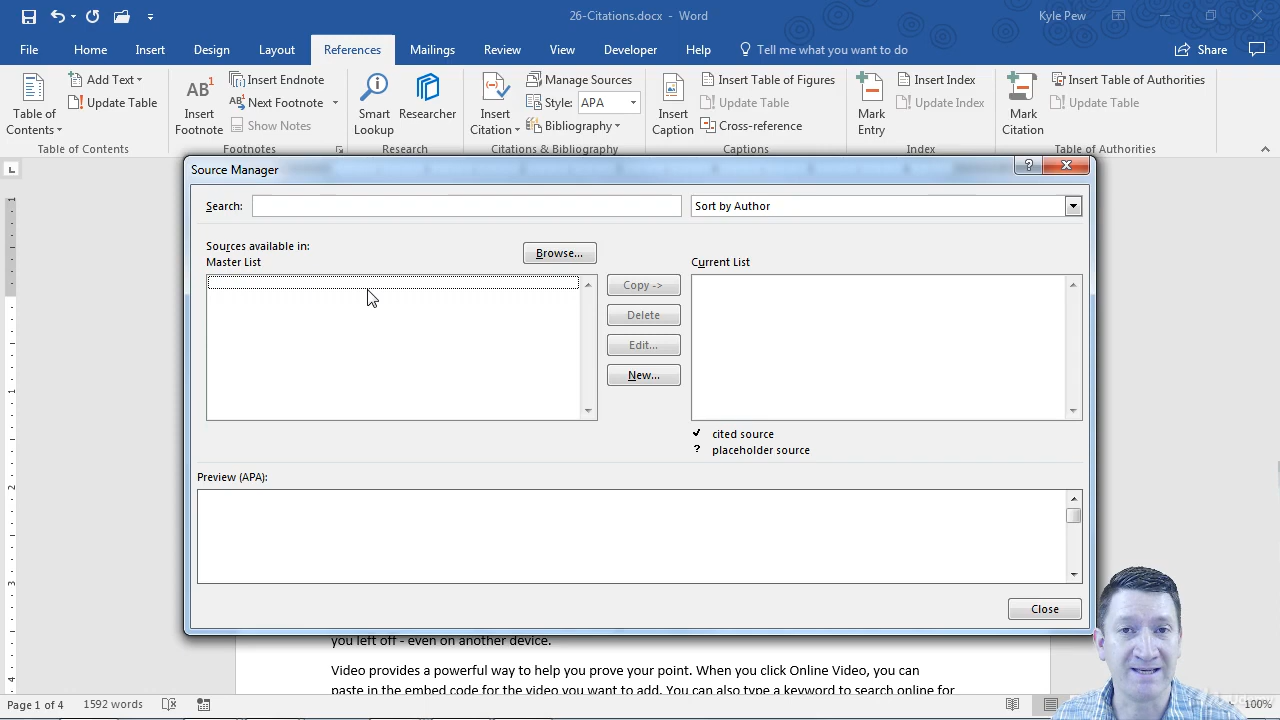 26-Citations.docx - Word
Kyle Pew
File Home Insert Design Layout References Mailings Review View Developer Help Tell me what you want to do Share
Table of Contents
Add Text
Update Table
Table of Contents
AB1
Insert Footnote
Insert Endnote
Next Footnote
Show Notes
Footnotes
Smart Lookup
Researcher
Research
Insert Citation
Manage Sources
Style: APA
Bibliography
Citations & Bibliography
Insert Caption
Insert Table of Figures
Update Table
Cross-reference
Captions
Mark Entry
Insert Index
Update Index
Index
Mark Citation
Insert Table of Authorities
Update Table
Table of Authorities
Source Manager
Search:
Sort by Author
Sources available in:
Master List
Browse...
Current List
Copy ->
Delete
Edit...
New...
✓ cited source
? placeholder source
Preview (APA):
Close
you left off - even on another device.
Video provides a powerful way to help you prove your point. When you click Online Video, you can
paste in the embed code for the video you want to add. You can also type a keyword to search online for
Page 1 of 4 1592 words 100%